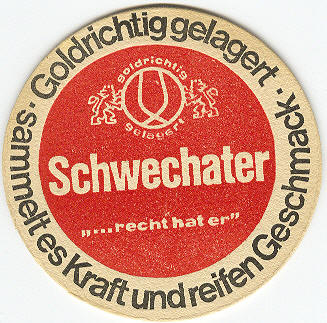 Goldrichtig gelagert · sammelt es Kraft und reifen Geschmack ·
goldrichtig
gelagert
Schwechater
„...recht hat er"